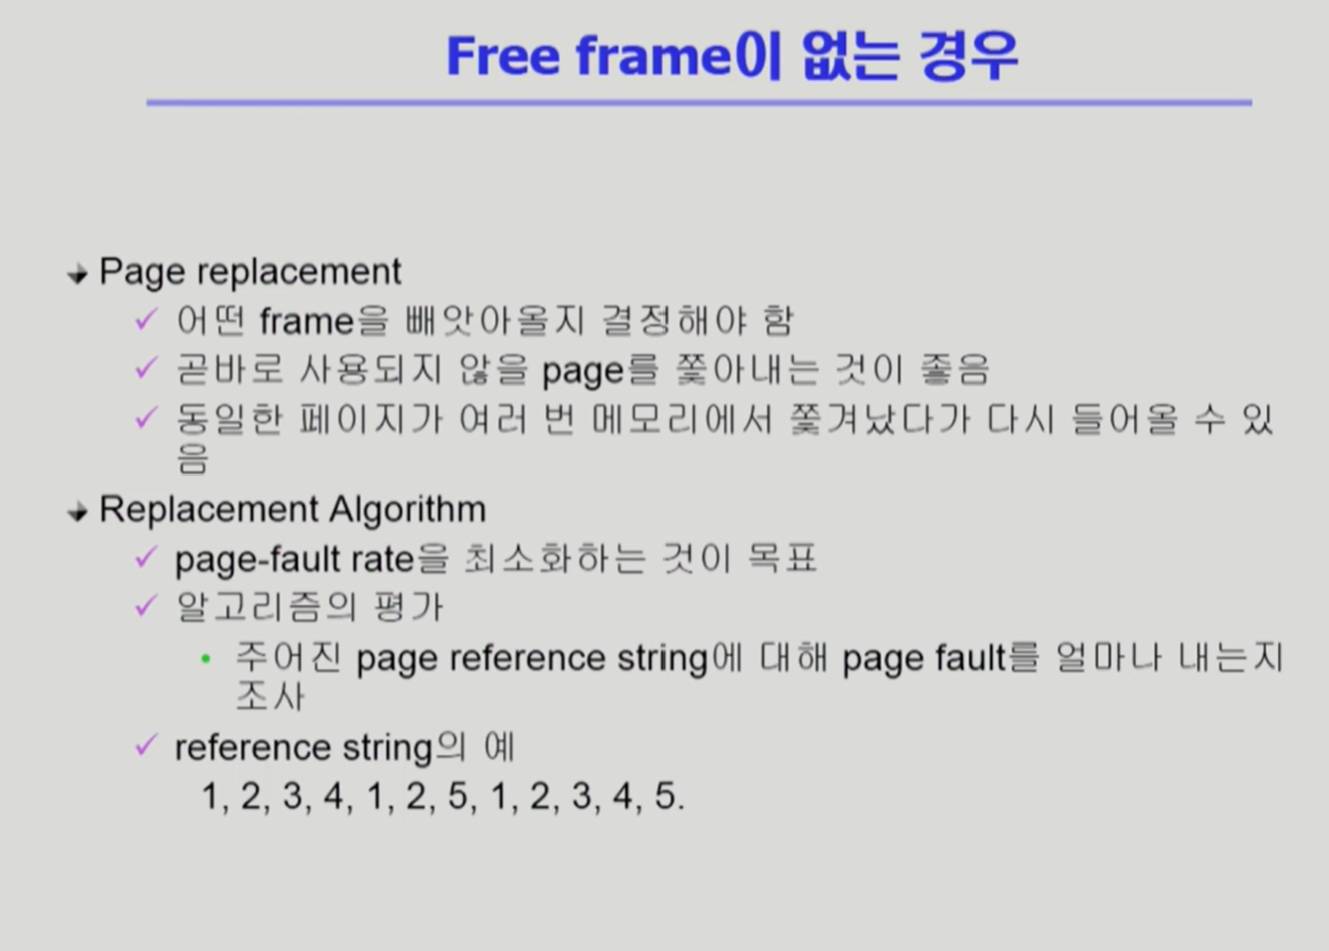 Free frame이 없는 경우
Page replacement
어떤 frame을 빼앗아올지 결정해야 함
곧바로 사용되지 않을 page를 쫓아내는 것이 좋음
동일한 페이지가 여러 번 메모리에서 쫓겨났다가 다시 들어올 수 있
음
Replacement Algorithm
page-fault rate을 최소화하는 것이 목표
알고리즘의 평가
주어진 page reference string에 대해 page fault를 얼마나 내는지
조사
reference string의 예
1, 2, 3, 4, 1, 2, 5, 1, 2, 3, 4, 5.